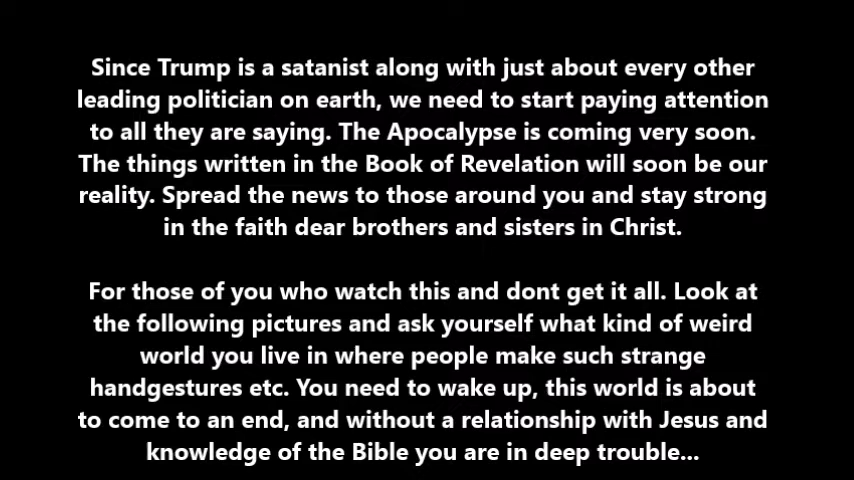 Since Trump is a satanist along with just about every other
leading politician on earth, we need to start paying attention
to all they are saying. The Apocalypse is coming very soon.
The things written in the Book of Revelation will soon be our
reality. Spread the news to those around you and stay strong
in the faith dear brothers and sisters in Christ.
For those of you who watch this and dont get it all. Look at
the following pictures and ask yourself what kind of weird
world you live in where people make such strange
handgestures etc. You need to wake up, this world is about
to come to an end, and without a relationship with Jesus and
knowledge of the Bible you are in deep trouble...